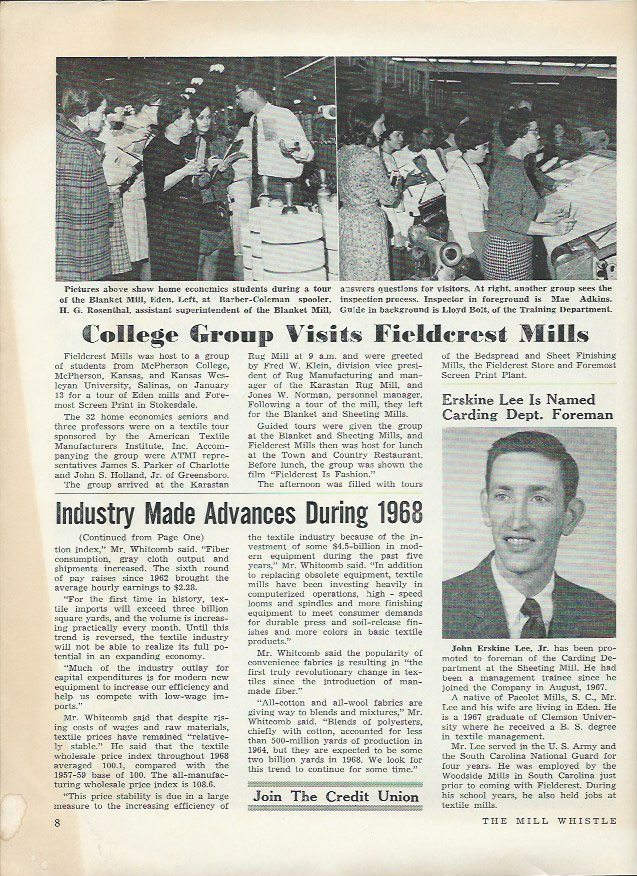 Pictures above show home economics students during a tour
of the Blanket Mill, Eden. Left, at Barber-Coleman spooler,
H. G. Rosenthal, assistant superintendent of the Blanket Mill,
answers questions for visitors. At right, another group sees the
inspection process. Inspector in foreground is Mae Adkins.
Guide in background is Lloyd Bolt, of the Training Department.
College Group Visits Fieldcrest Mills
Fieldcrest Mills was host to a group
of students from McPherson College,
McPherson, Kansas, and Kansas Wes-
leyan University, Salinas, on January
13 for a tour of Eden mills and Fore-
most Screen Print in Stokesdale.
The 32 home economics seniors and
three professors were on a textile tour
sponsored by the American Textile
Manufacturers Institute, Inc. Accom-
panying the group were ATMI repre-
sentatives James S. Parker of Charlotte
and John S. Holland, Jr. of Greensboro.
The group arrived at the Karastan
Rug Mill at 9 a.m. and were greeted
by Fred W. Klein, division vice presi-
dent of Rug Manufacturing and man-
ager of the Karastan Rug Mill, and
Jones W. Norman, personnel manager.
Following a tour of the mill, they left
for the Blanket and Sheeting Mills.
Guided tours were given the group
at the Blanket and Sheeting Mills, and
Fieldcrest Mills then was host for lunch
at the Town and Country Restaurant.
Before lunch, the group was shown the
film "Fieldcrest Is Fashion."
The afternoon was filled with tours
of the Bedspread and Sheet Finishing
Mills, the Fieldcrest Store and Foremost
Screen Print Plant.
Erskine Lee Is Named
Carding Dept. Foreman
John Erskine Lee, Jr. has been pro-
moted to foreman of the Carding De-
partment at the Sheeting Mill. He had
been a management trainee since he
joined the Company in August, 1967.
A native of Pacolet Mills, S. C., Mr.
Lee and his wife are living in Eden. He
is a 1967 graduate of Clemson Univer-
sity where he received a B. S. degree
in textile management.
Mr. Lee served in the U. S. Army and
the South Carolina National Guard for
four years. He was employed by the
Woodside Mills in South Carolina just
prior to coming with Fieldcrest. During
his school years, he also held jobs at
textile mills.
Industry Made Advances During 1968
(Continued from Page One)
tion index," Mr. Whitcomb said. "Fiber
consumption, gray cloth output and
shipments increased. The sixth round
of pay raises since 1962 brought the
average hourly earnings to $2.28.
"For the first time in history, tex-
tile imports will exceed three billion
square yards, and the volume is increas-
ing practically every month. Until this
trend is reversed, the textile industry
will not be able to realize its full po-
tential in an expanding economy.
"Much of the industry outlay for
capital expenditures is for modern new
equipment to increase our efficiency and
help us compete with low-wage im-
ports."
Mr. Whitcomb said that despite ris-
ing costs of wages and raw materials,
textile prices have remained "relative-
ly stable." He said that the textile
wholesale price index throughout 1968
averaged 100.1, compared with the
1957-59 base of 100. The all-manufac-
turing wholesale price index is 108.6.
"This price stability is due in a large
measure to the increasing efficiency of
the textile industry because of the in-
vestment of some $4.5-billion in mod-
ern equipment during the past five
years," Mr. Whitcomb said. "In addition
to replacing obsolete equipment, textile
mills have been investing heavily in
computerized operations, high - speed
looms and spindles and more finishing
equipment to meet consumer demands
for durable press and soil-release fin-
ishes and more colors in basic textile
products."
Mr. Whitcomb said the popularity of
convenience fabrics is resulting in "the
first truly revolutionary change in tex-
tiles since the introduction of man-
made fiber."
"All-cotton and all-wool fabrics are
giving way to blends and mixtures," Mr.
Whitcomb said. "Blends of polyesters,
chiefly with cotton, accounted for less
than 500-million yards of production in
1964, but they are expected to be some
two billion yards in 1968. We look for
this trend to continue for some time."
Join The Credit Union
8
THE MILL WHISTLE